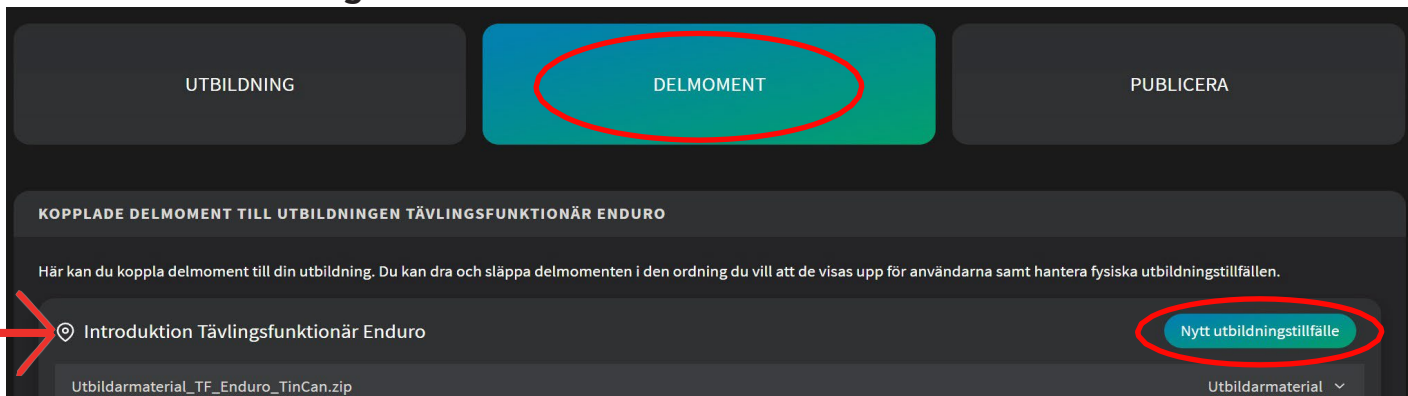 UTBILDNING
DELMOMENT
PUBLICERA
KOPPLADE DELMOMENT TILL UTBILDNINGEN TÄVLINGSFUNKTIONÄR ENDURO
Här kan du koppla delmoment till din utbildning. Du kan dra och släppa delmomenten i den ordning du vill att de visas upp för användarna samt hantera fysiska utbildningstillfällen.
Introduktion Tävlingsfunktionär Enduro
Nytt utbildningstillfälle
Utbildarmaterial_TF_Enduro_TinCan.zip
Utbildarmaterial